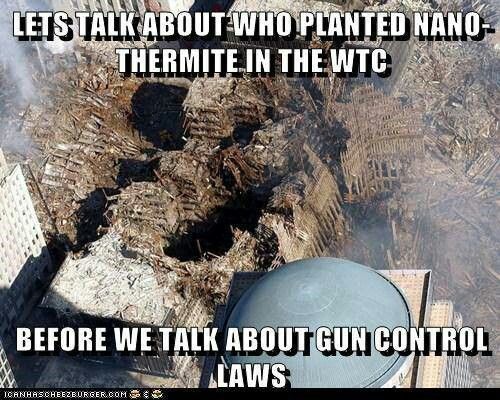 LETS TALK ABOUT WHO PLANTED NANO-
THERMITE IN THE WTC
BEFORE WE TALK ABOUT GUN CONTROL
LAWS
ICANHASCHEEZBURGER.COM